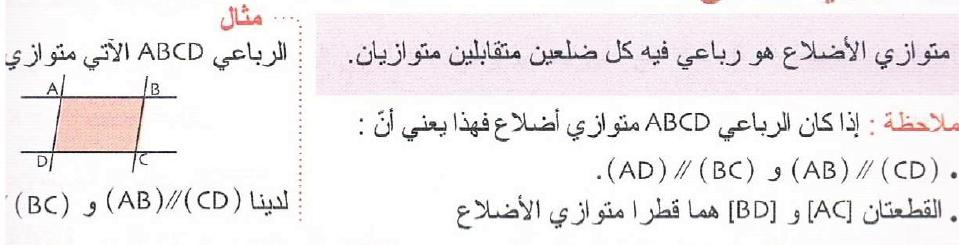 متوازي الأضلاع هو رباعي فيه كل ضلعين متقابلين متوازيان.
ملاحظة : إذا كان الرباعي ABCD متوازي أضلاع فهذا يعني أنّ :
• (AB) // (CD) و (BC) // (AD).
• القطعتان [AC] و [BD] هما قطرا متوازي الأضلاع
مثال
الرباعي ABCD الآتي متوازي
A B
D C
لدينا (AB)//(CD) و (BC)